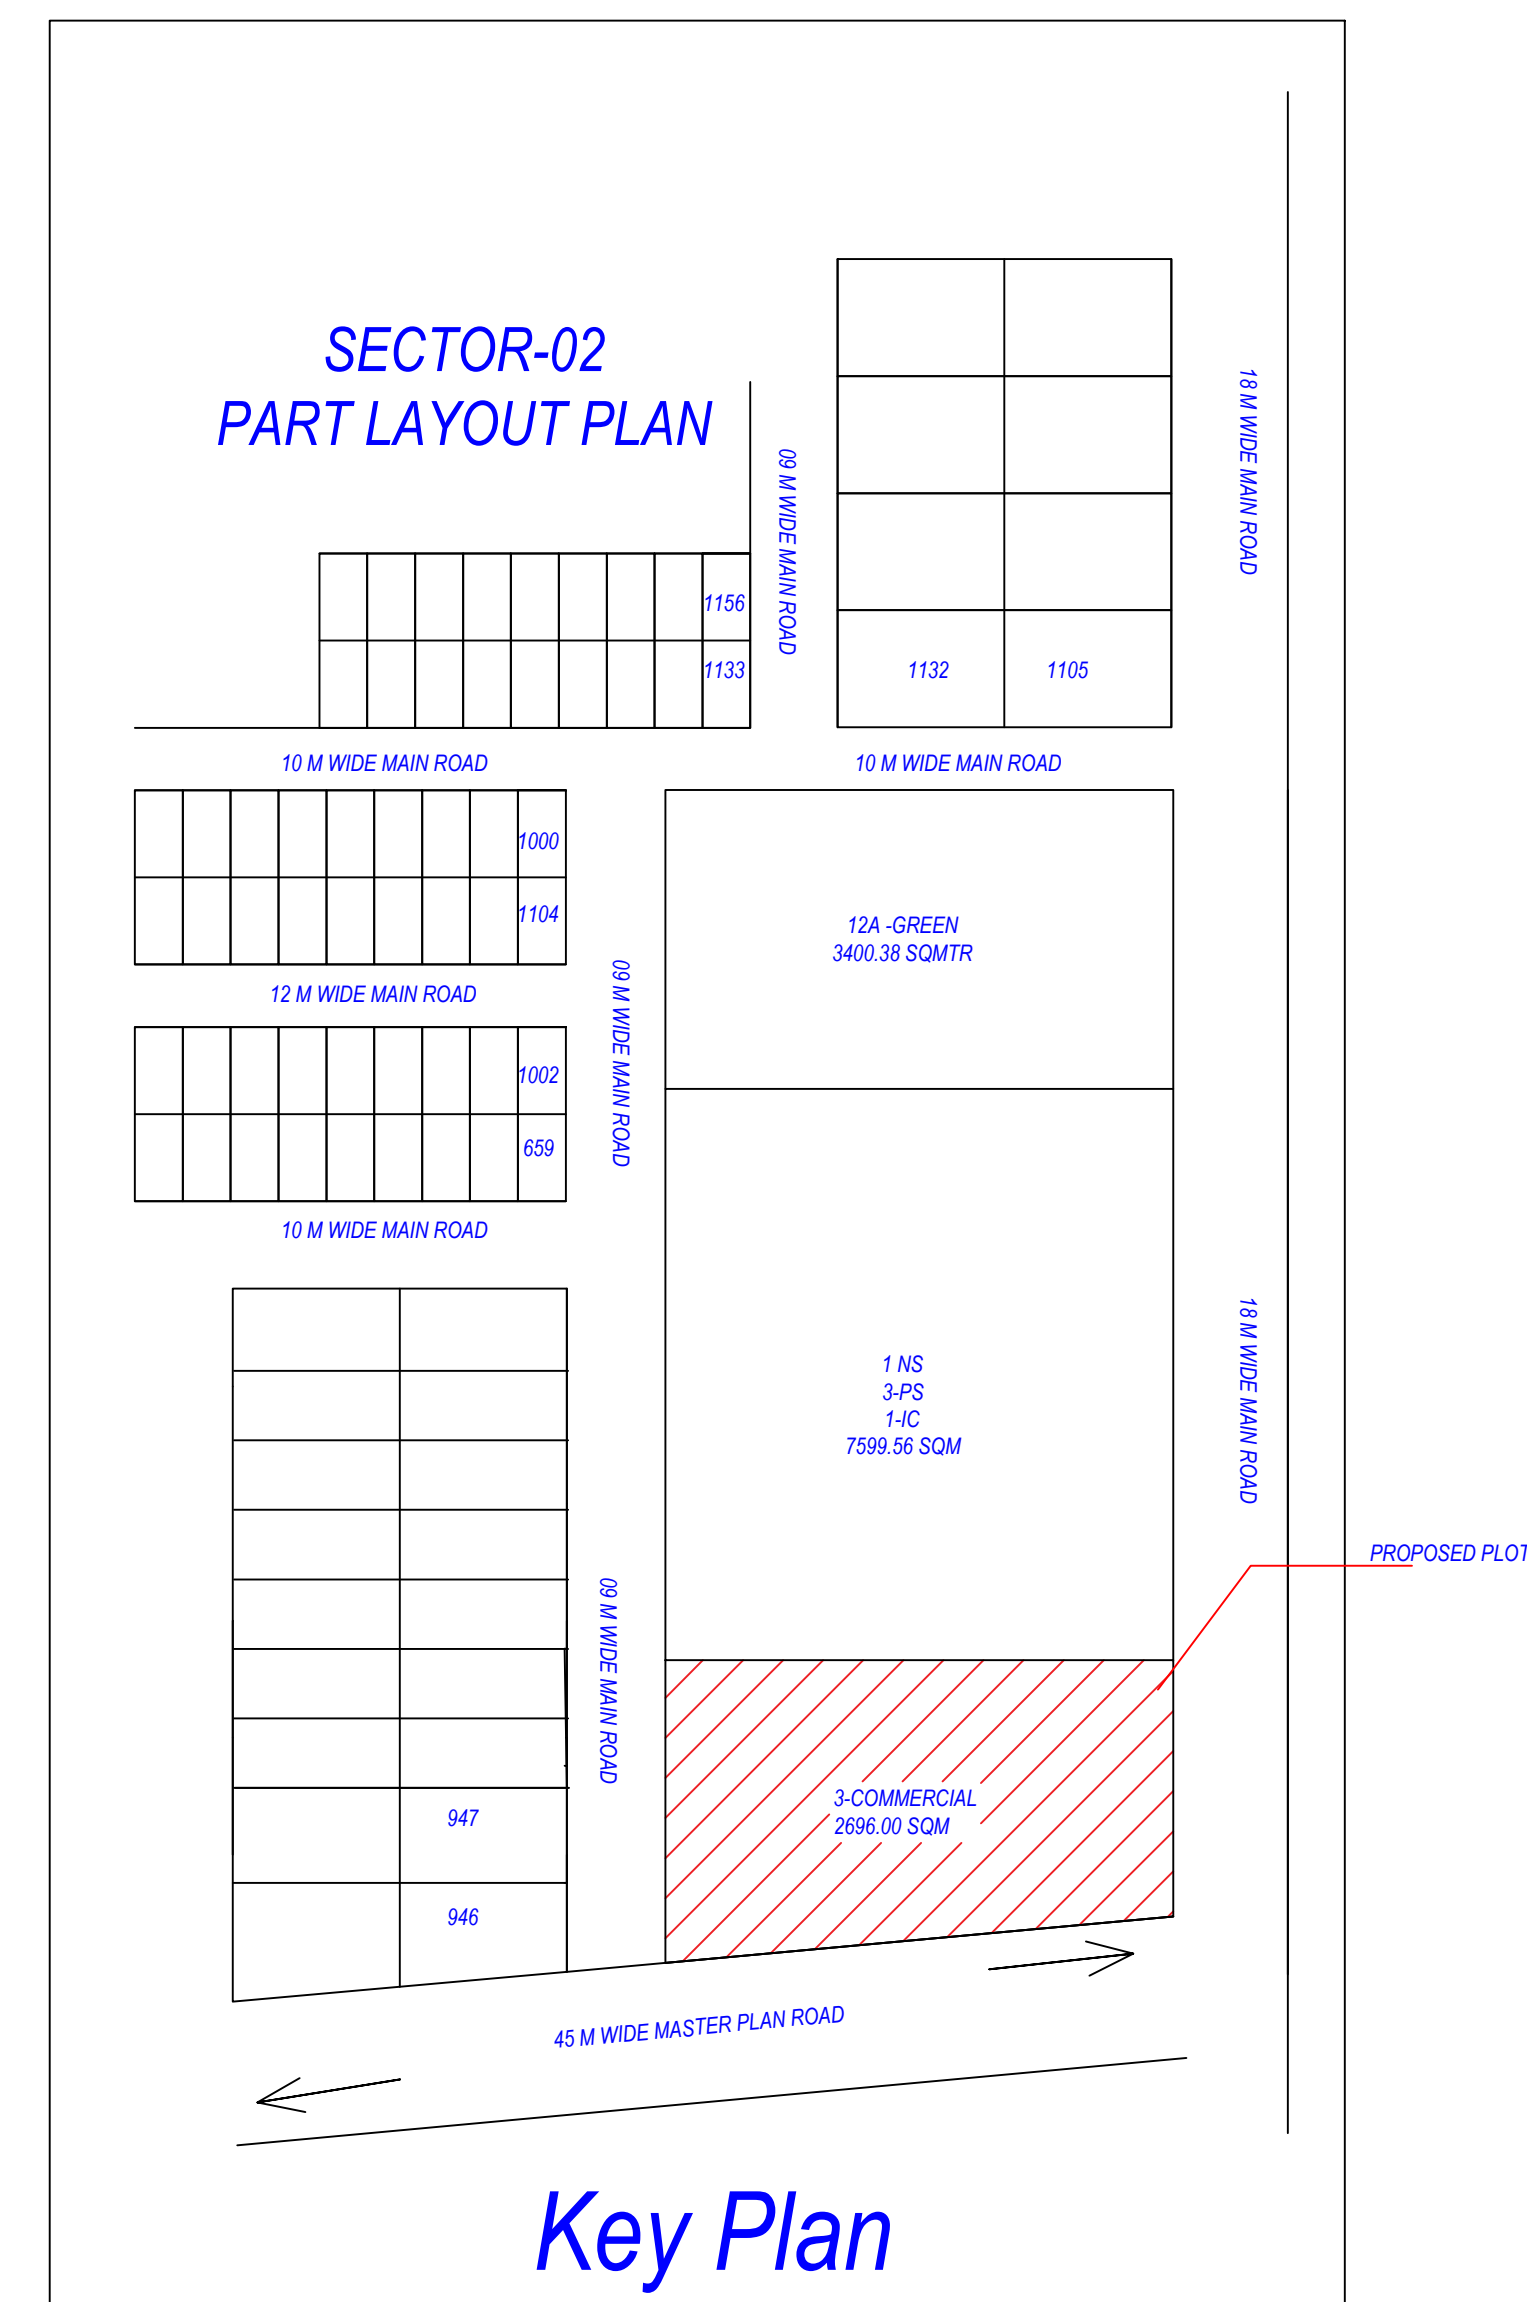 SECTOR-02
PART LAYOUT PLAN
18 M WIDE MAIN ROAD
09 M WIDE MAIN ROAD
1156
1133
1132
1105
10 M WIDE MAIN ROAD
10 M WIDE MAIN ROAD
1000
1104
12A -GREEN
3400.38 SQMTR
12 M WIDE MAIN ROAD
09 M WIDE MAIN ROAD
1002
659
10 M WIDE MAIN ROAD
18 M WIDE MAIN ROAD
1 NS
3-PS
1-IC
7599.56 SQM
PROPOSED PLOT
09 M WIDE MAIN ROAD
3-COMMERCIAL
2696.00 SQM
947
946
45 M WIDE MASTER PLAN ROAD
Key Plan